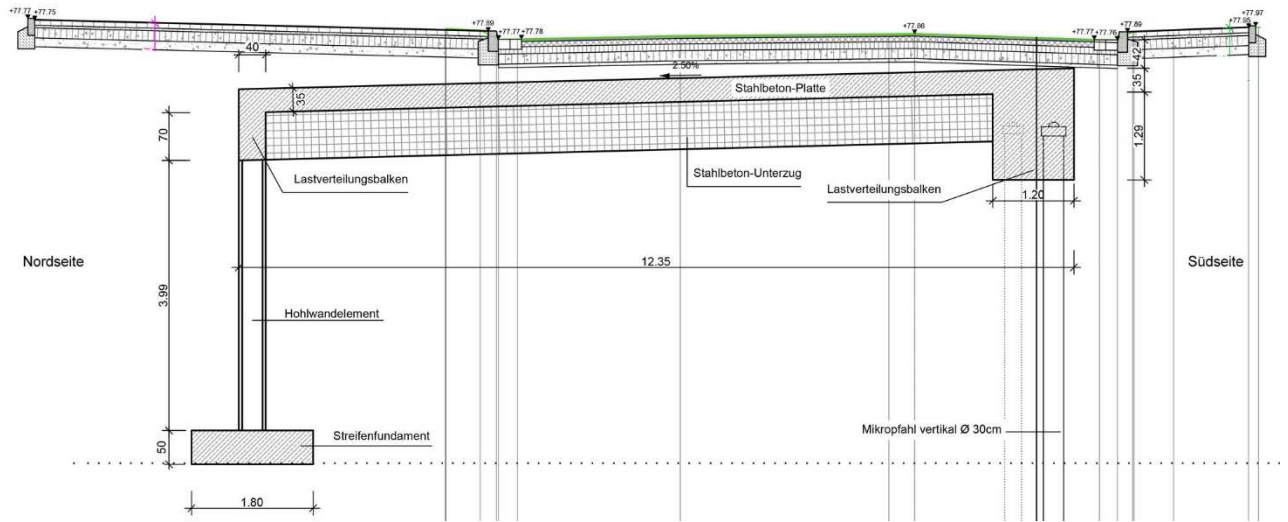 +77.77 +77.75
+77.89
+77.77 +77.78
+77.86
+77.77 +77.76
+77.89
+77.95
+77.97
40
2.50%
42
35
Stahlbeton-Platte
35
70
1.29
Lastverteilungsbalken
Stahlbeton-Unterzug
Lastverteilungsbalken
1.20
Nordseite
12.35
Südseite
3.99
Hohlwandelement
Mikropfahl vertikal Ø 30cm
Streifenfundament
50
1.80